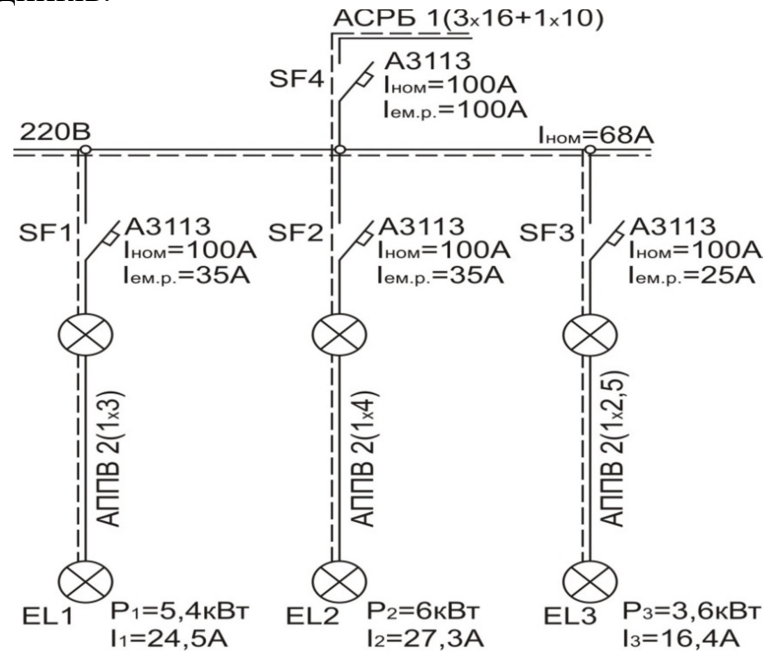 АСРБ 1(3х16+1х10)
SF4
А3113
Iном=100А
Iем.р.=100А
220В
Iном=68А
SF1
А3113
Iном=100А
Iем.р.=35А
SF2
А3113
Iном=100А
Iем.р.=35А
SF3
А3113
Iном=100А
Iем.р.=25А
АППВ 2(1х3)
АППВ 2(1х4)
АППВ 2(1х2,5)
EL1
P1=5,4кВт
I1=24,5А
EL2
P2=6кВт
I2=27,3А
EL3
P3=3,6кВт
I3=16,4А